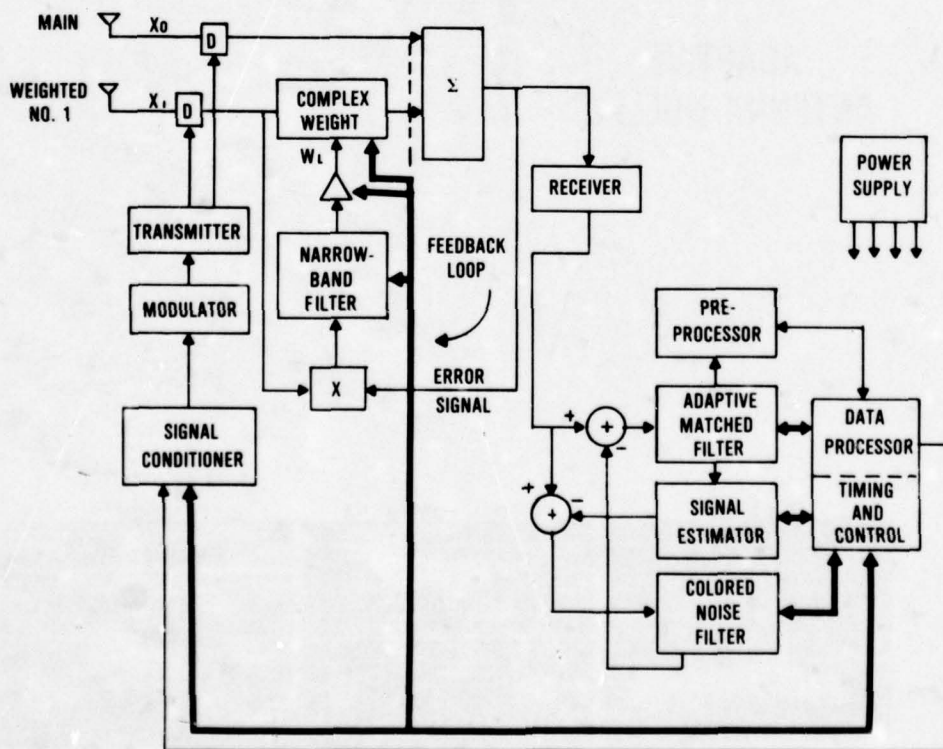 MAIN
X0
D
WEIGHTED
NO. 1
X1
D
COMPLEX
WEIGHT
Σ
WL
TRANSMITTER
MODULATOR
SIGNAL
CONDITIONER
NARROW-
BAND
FILTER
X
FEEDBACK
LOOP
ERROR
SIGNAL
RECEIVER
POWER
SUPPLY
PRE-
PROCESSOR
+
+
-
ADAPTIVE
MATCHED
FILTER
DATA
PROCESSOR
TIMING
AND
CONTROL
+
+
-
SIGNAL
ESTIMATOR
COLORED
NOISE
FILTER